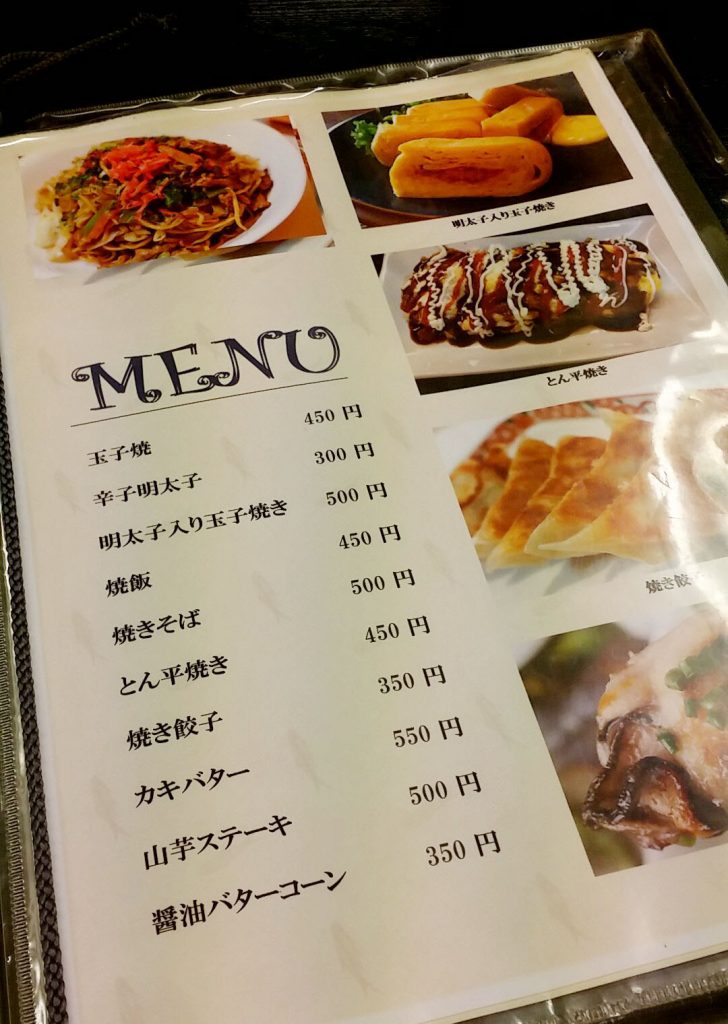 明太子入り玉子焼き
とん平焼き
MENU
玉子焼 450 円
辛子明太子 300 円
明太子入り玉子焼き 500 円
焼飯 450 円
焼きそば 500 円
とん平焼き 450 円
焼き餃子 350 円
カキバター 550 円
山芋ステーキ 500 円
醤油バターコーン 350 円
焼き餃